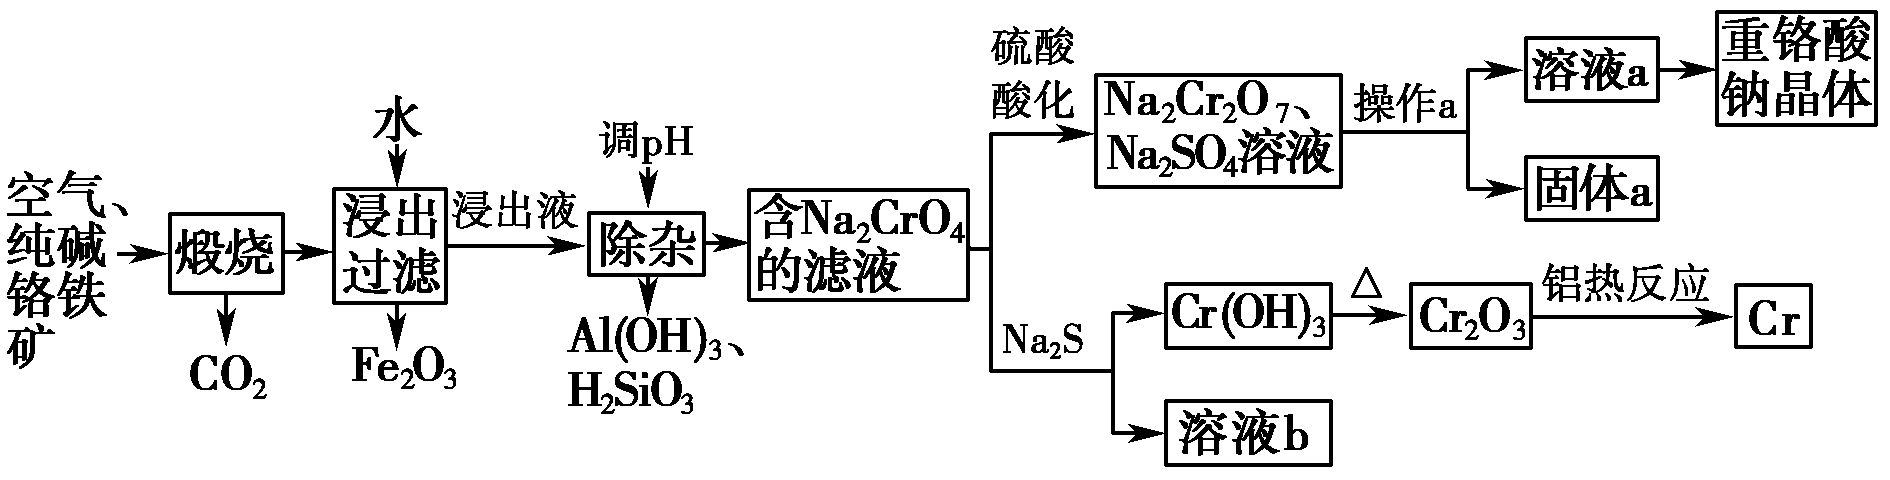 空气、
纯碱
铬铁
矿
煅烧
CO₂
水
浸出
过滤
Fe₂O₃
浸出液
调pH
除杂
Al(OH)₃、
H₂SiO₃
含Na₂CrO₄
的滤液
硫酸
酸化
Na₂Cr₂O₇、
Na₂SO₄溶液
操作a
溶液a
重铬酸
钠晶体
固体a
Na₂S
Cr(OH)₃
△
Cr₂O₃
铝热反应
Cr
溶液b